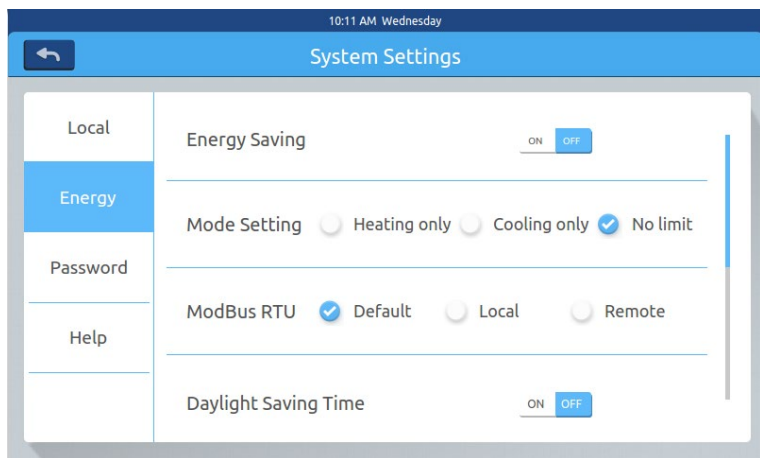 10:11 AM Wednesday
System Settings
Local
Energy
Password
Help
Energy Saving ON OFF
Mode Setting Heating only Cooling only No limit
ModBus RTU Default Local Remote
Daylight Saving Time ON OFF